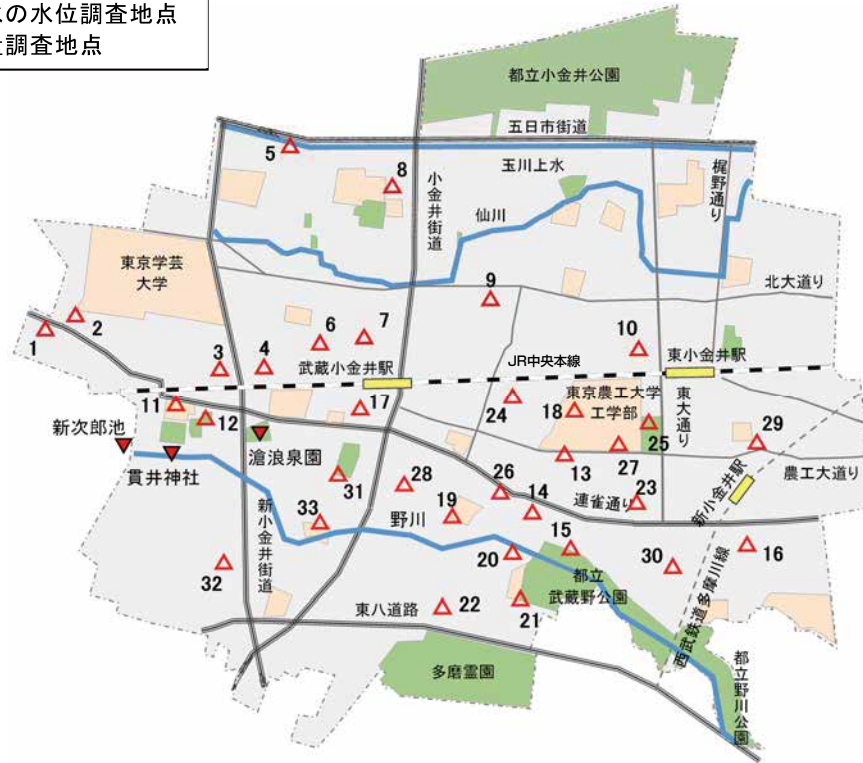 の水位調査地点
調査地点
都立小金井公園
五日市街道
5
玉川上水
8
小金井街道
梶野通り
仙川
東京学芸
大学
9
北大通り
1
2
6
7
10
3
4
武蔵小金井駅
JR中央本線
東小金井駅
11
12
17
24
18
東京農工大学
工学部
東大通り
25
29
新次郎池
滄浪泉園
貫井神社
13
27
農工大通り
31
28
26
14
連雀通り
23
新小金井駅
33
19
野川
新小金井街道
15
20
30
16
32
都立
武蔵野公園
西武鉄道多摩川線
22
21
東八道路
多磨霊園
都立野川公園